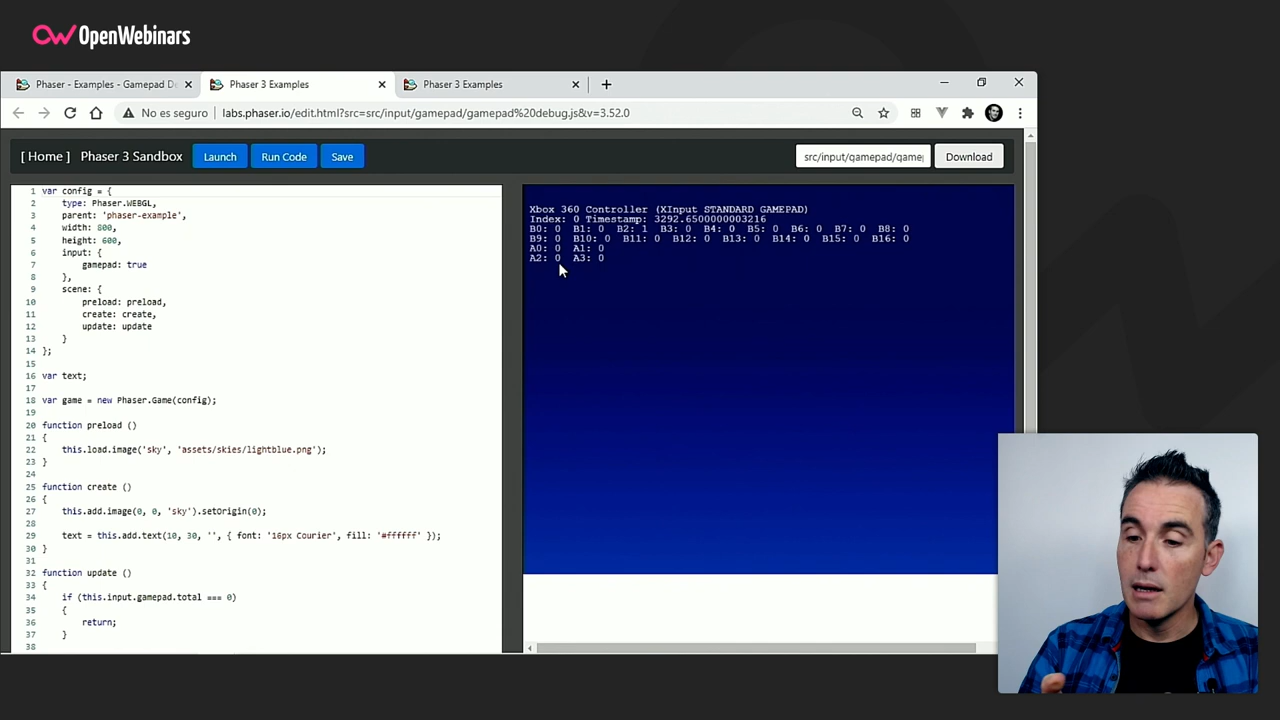 OpenWebinars
Phaser - Examples - Gamepad De
Phaser 3 Examples
Phaser 3 Examples
No es seguro
labs.phaser.io/edit.html?src=src/input/gamepad/gamepad%20debug.js&v=3.52.0
[ Home ] Phaser 3 Sandbox Launch Run Code Save
src/input/gamepad/game
Download
1 var config = {
2 type: Phaser.WEBGL,
3 parent: 'phaser-example',
4 width: 800,
5 height: 600,
6 input: {
7 gamepad: true
8 },
9 scene: {
10 preload: preload,
11 create: create,
12 update: update
13 }
14 };
15
16 var text;
17
18 var game = new Phaser.Game(config);
19
20 function preload ()
21 {
22 this.load.image('sky', 'assets/skies/lightblue.png');
23 }
24
25 function create ()
26 {
27 this.add.image(0, 0, 'sky').setOrigin(0);
28
29 text = this.add.text(10, 30, '', { font: '16px Courier', fill: '#ffffff' });
30 }
31
32 function update ()
33 {
34 if (this.input.gamepad.total === 0)
35 {
36 return;
37 }
38
Xbox 360 Controller (XInput STANDARD GAMEPAD)
Index: 0 Timestamp: 3292.6500000003216
B0: 0 B1: 0 B2: 1 B3: 0 B4: 0 B5: 0 B6: 0 B7: 0 B8: 0
B9: 0 B10: 0 B11: 0 B12: 0 B13: 0 B14: 0 B15: 0 B16: 0
A0: 0 A1: 0
A2: 0 A3: 0